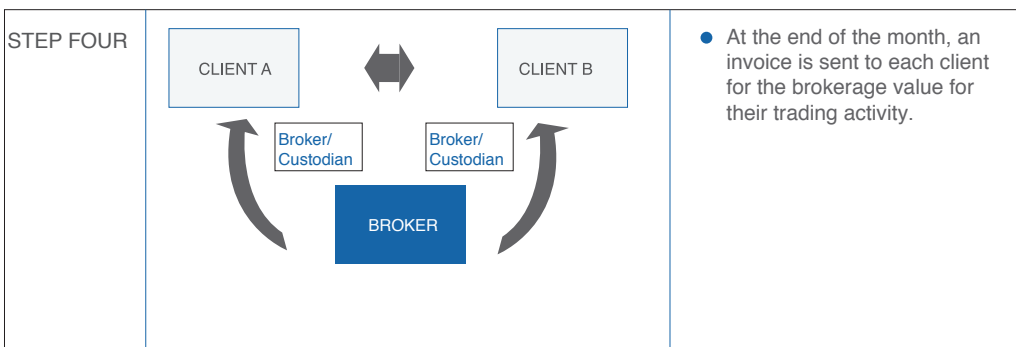 STEP FOUR
CLIENT A
CLIENT B
Broker/
Custodian
Broker/
Custodian
BROKER
● At the end of the month, an
invoice is sent to each client
for the brokerage value for
their trading activity.